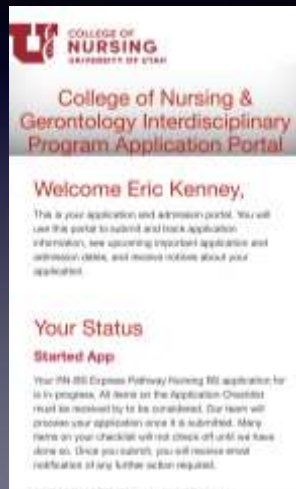 COLLEGE OF
NURSING
UNIVERSITY OF UTAH
College of Nursing &
Gerontology Interdisciplinary
Program Application Portal
Welcome Eric Kenney,
This is your application and admission portal. You will
use this portal to submit and track application
information, see upcoming important application and
admission dates, and receive notices about your
application.
Your Status
Started App
Your RN-BS Express Pathway Nursing BS application for
is in-progress. All items on the Application Checklist
must be received by to be considered. Our team will
process your application once it is submitted. Many
items on your checklist will not check off until we have
done so. Once you submit, you will receive email
notification of any further action required.